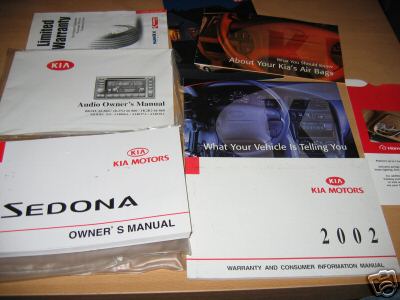 Limited
Warranty
What You Should Know
About Your Kia's Air Bags
KIA
Audio Owner's Manual
What Your Vehicle Is Telling You
KIA
KIA MOTORS
SEDONA
OWNER'S MANUAL
KIA
KIA MOTORS
2002
WARRANTY AND CONSUMER INFORMATION MANUAL